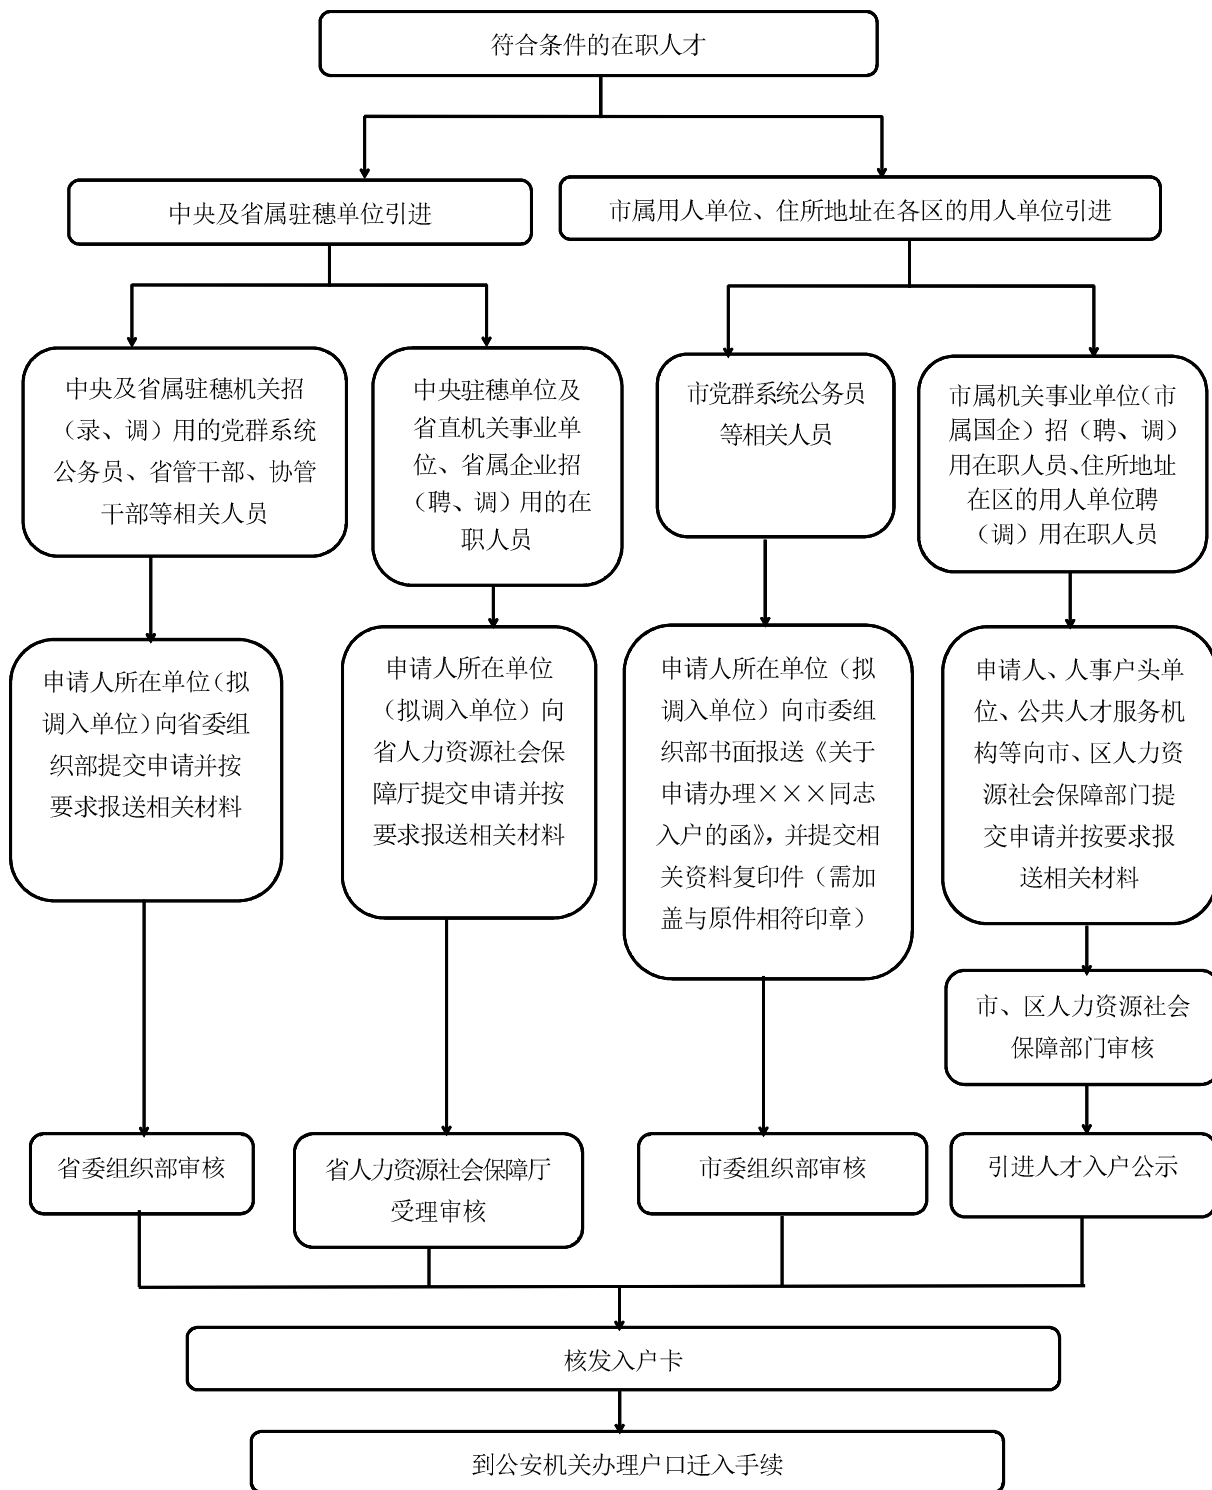 符合条件的在职人才
中央及省属驻穗单位引进
市属用人单位、住所地址在各区的用人单位引进
中央及省属驻穗机关招
（录、调）用的党群系统
公务员、省管干部、协管
干部等相关人员
中央驻穗单位及
省直机关事业单
位、省属企业招
（聘、调）用的在
职人员
市党群系统公务员
等相关人员
市属机关事业单位（市
属国企）招（聘、调）
用在职人员、住所地址
在区的用人单位聘
（调）用在职人员
申请人所在单位（拟
调入单位）向省委组
织部提交申请并按
要求报送相关材料
申请人所在单位
（拟调入单位）向
省人力资源社会保
障厅提交申请并按
要求报送相关材料
申请人所在单位（拟
调入单位）向市委组
织部书面报送《关于
申请办理×××同志
入户的函》，并提交相
关资料复印件（需加
盖与原件相符印章）
申请人、人事户头单
位、公共人才服务机
构等向市、区人力资
源社会保障部门提
交申请并按要求报
送相关材料
市、区人力资源社会
保障部门审核
省委组织部审核
省人力资源社会保障厅
受理审核
市委组织部审核
引进人才入户公示
核发入户卡
到公安机关办理户口迁入手续